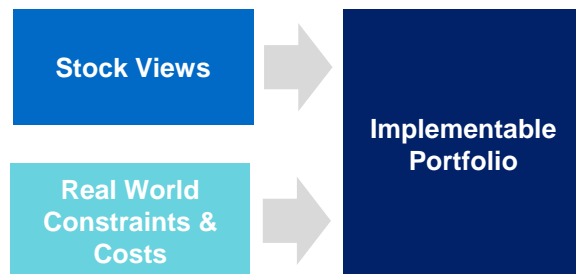 Stock Views
Implementable
Portfolio
Real World
Constraints &
Costs